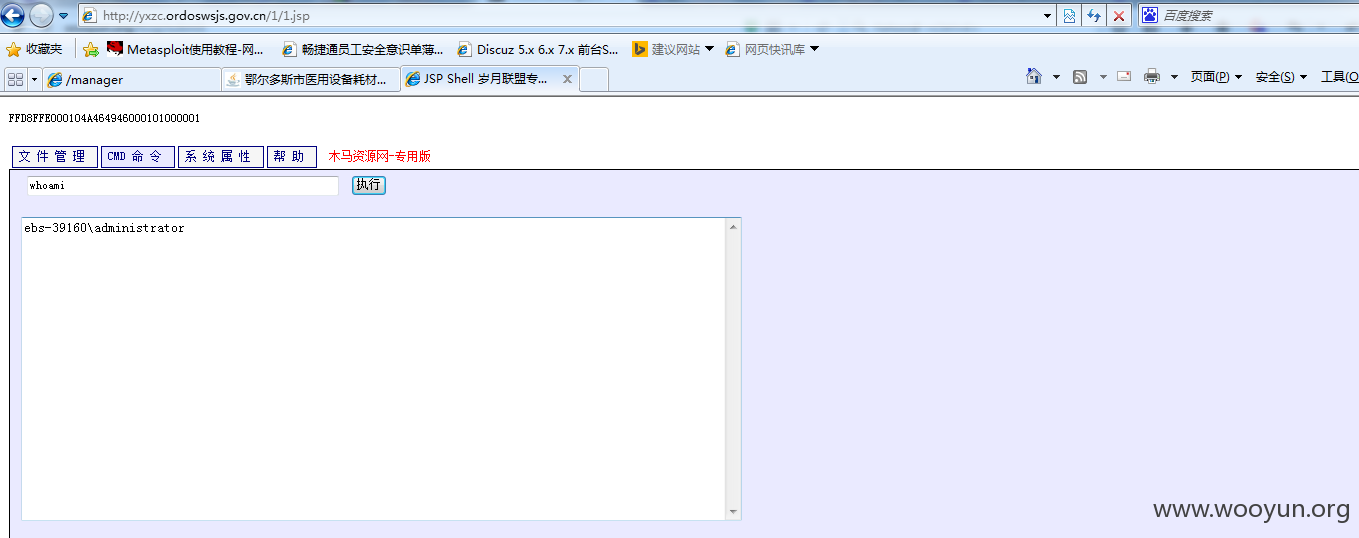 http://yxzc.ordoswsjs.gov.cn/1/1.jsp
百度搜索
收藏夹 Metasploit使用教程-网... 畅捷通员工安全意识单薄... Discuz 5.x 6.x 7.x 前台S... 建议网站 网页快讯库
/manager 鄂尔多斯市医用设备耗材... JSP Shell 岁月联盟专... 页面(P) 安全(S) 工具(O
FFD8FFE000104A464946000101000001
文件管理 CMD 命令 系统属性 帮助 木马资源网-专用版
whoami 执行
ebs-39160\administrator
www.wooyun.org